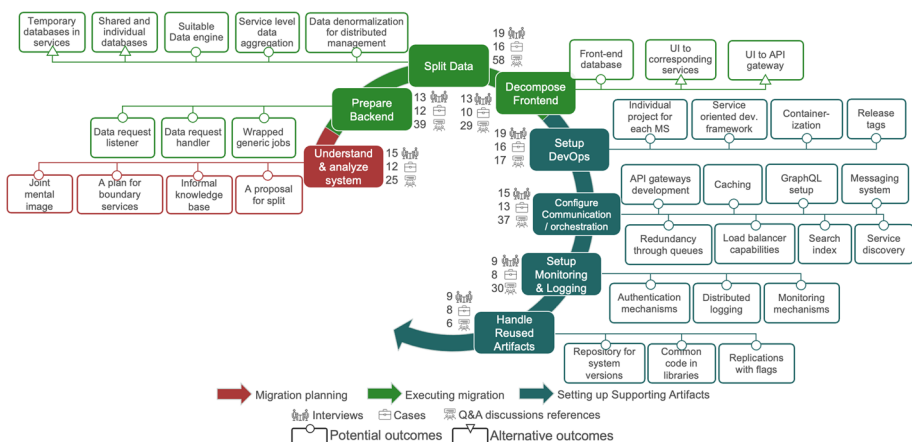 Temporary
databases in
services
Shared and
individual
databases
Suitable
Data engine
Service level
data
aggregation
Data denormalization
for distributed
management
Split Data
19
16
58
Front-end
database
UI to
corresponding
services
UI to API
gateway
Decompose
Frontend
13
10
29
Prepare
Backend
13
12
39
Data request
listener
Data request
handler
Wrapped
generic jobs
Individual
project for
each MS
Service
oriented dev.
framework
Container-
ization
Release
tags
Setup
DevOps
19
16
17
Understand
& analyze
system
15
12
25
Joint
mental
image
A plan for
boundary
services
Informal
knowledge
base
A
proposal
for split
API gateways
development
Caching
GraphQL
setup
Messaging
system
Configure
Communication
/ orchestration
15
13
37
Redundancy
through queues
Load balancer
capabilities
Search
index
Service
discovery
Setup
Monitoring
& Logging
9
8
30
Authentication
mechanisms
Distributed
logging
Monitoring
mechanisms
Handle
Reused
Artifacts
9
8
6
Repository for
system
versions
Common
code in
libraries
Replications
with flags
Migration planning
Executing migration
Setting up Supporting Artifacts
Interviews
Cases
Q&A discussions references
Potential outcomes
Alternative outcomes